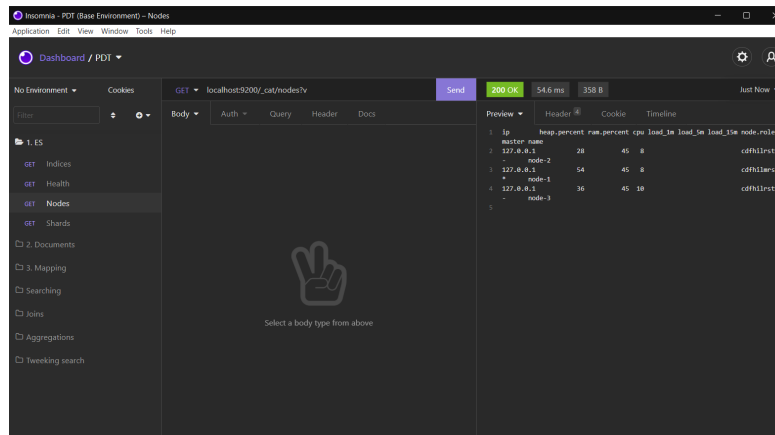 Insomnia - PDT (Base Environment) – Nodes
Application Edit View Window Tools Help
Dashboard / PDT
No Environment Cookies
Filter
1. ES
GET Indices
GET Health
GET Nodes
GET Shards
2. Documents
3. Mapping
Searching
Joins
Aggregations
Tweeking search
GET localhost:9200/_cat/nodes?v Send
Body Auth Query Header Docs
Select a body type from above
200 OK 54.6 ms 358 B Just Now
Preview Header 4 Cookie Timeline
1 ip heap.percent ram.percent cpu load_1m load_5m load_15m node.role
master name
2 127.0.0.1 28 45 8 cdfhilrst
- node-2
3 127.0.0.1 54 45 8 cdfhilmrs
* node-1
4 127.0.0.1 36 45 10 cdfhilrst
- node-3
5